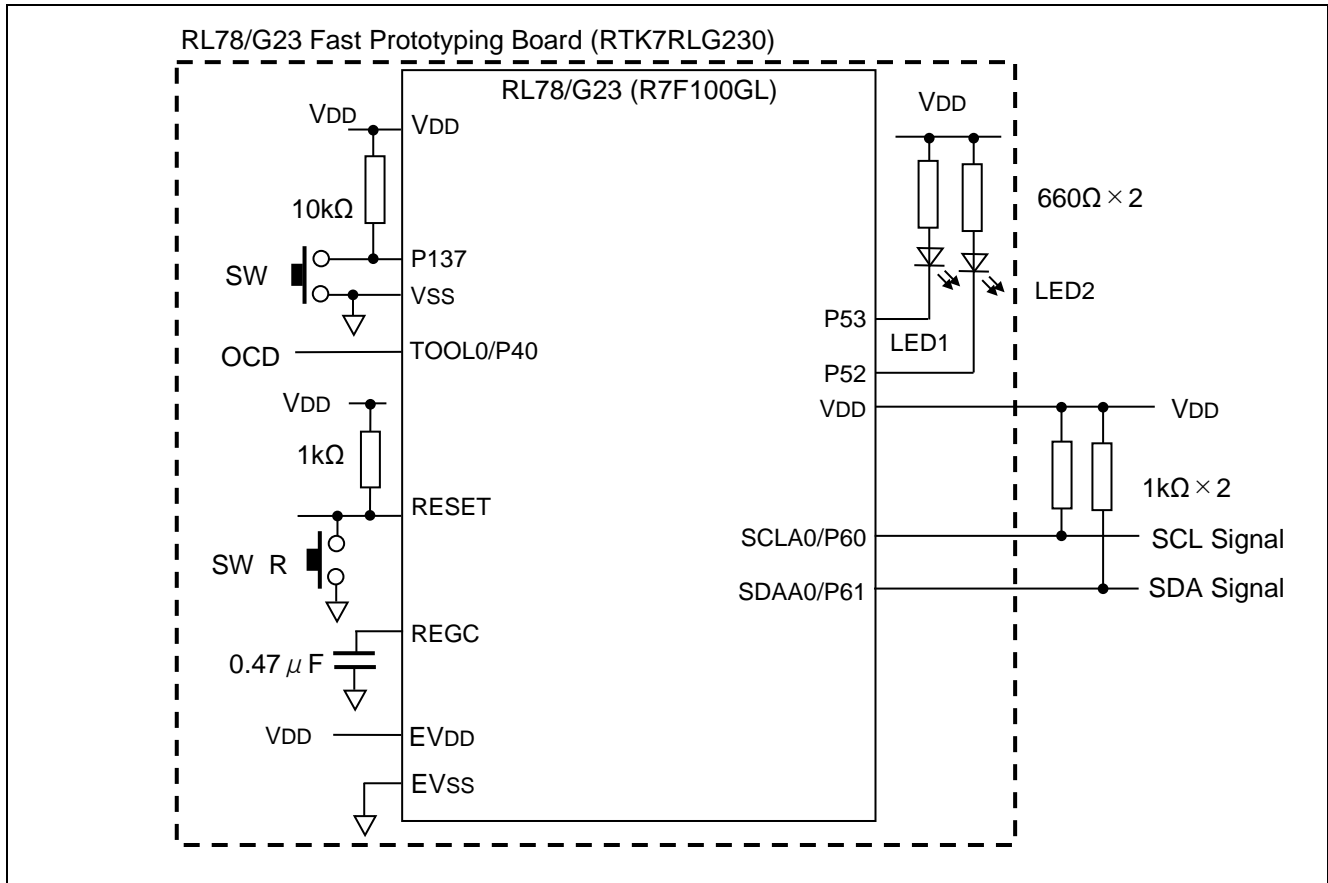 RL78/G23 Fast Prototyping Board (RTK7RLG230)
RL78/G23 (R7F100GL)
VDD
VDD
10kΩ
P137
SW
VSS
OCD
TOOL0/P40
VDD
1kΩ
RESET
SW R
REGC
0.47μF
VDD
EVDD
EVSS
VDD
660Ω×2
LED2
P53
LED1
P52
VDD
VDD
1kΩ×2
SCLA0/P60
SCL Signal
SDAA0/P61
SDA Signal